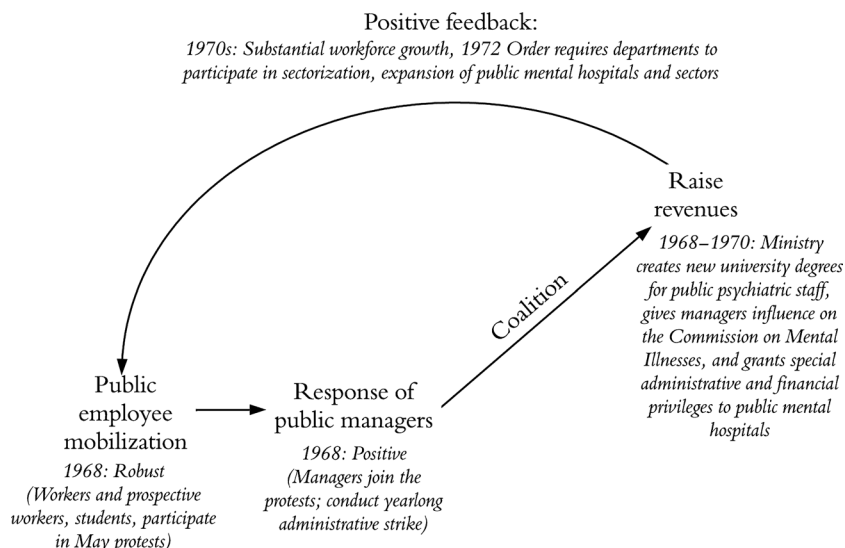 Positive feedback:
1970s: Substantial workforce growth, 1972 Order requires departments to
participate in sectorization, expansion of public mental hospitals and sectors
Raise
revenues
1968–1970: Ministry
creates new university degrees
for public psychiatric staff,
gives managers influence on
the Commission on Mental
Illnesses, and grants special
administrative and financial
privileges to public mental
hospitals
Coalition
Public
employee
mobilization
1968: Robust
(Workers and prospective
workers, students, participate
in May protests)
Response of
public managers
1968: Positive
(Managers join the
protests; conduct yearlong
administrative strike)